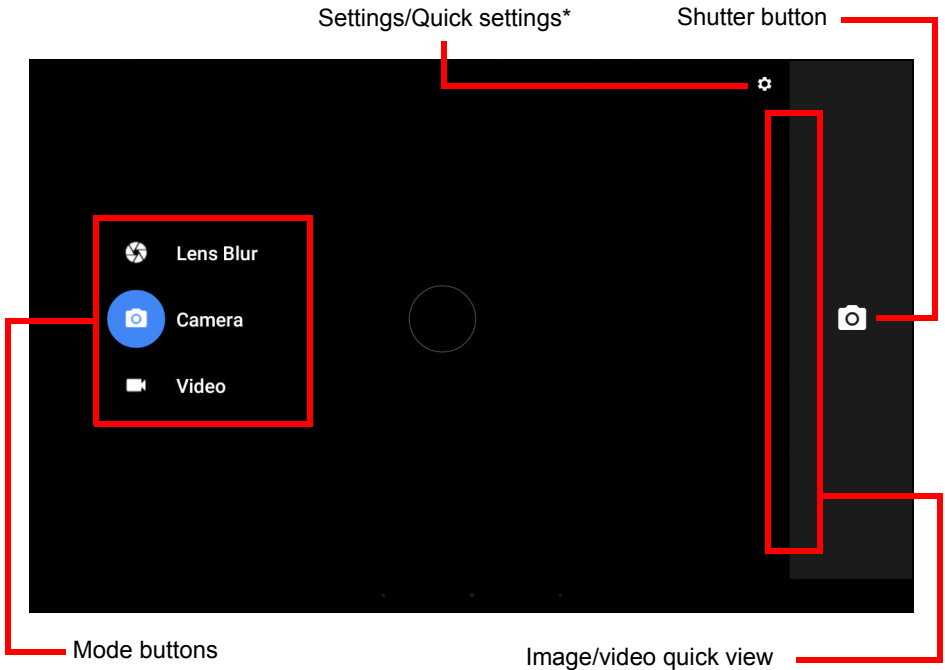 Settings/Quick settings*
Shutter button
Lens Blur
Camera
Video
Mode buttons
Image/video quick view